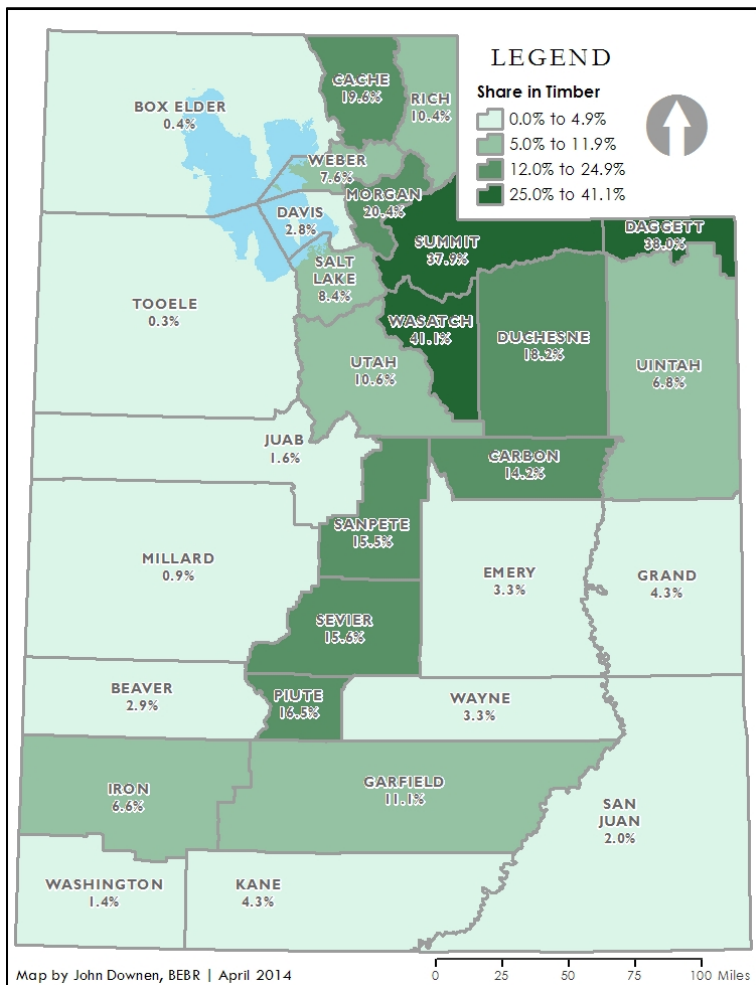 LEGEND
Share in Timber
0.0% to 4.9%
5.0% to 11.9%
12.0% to 24.9%
25.0% to 41.1%
BOX ELDER
0.4%
CACHE
19.6%
RICH
10.4%
WEBER
7.6%
MORGAN
20.4%
DAVIS
2.8%
SUMMIT
37.9%
DAGGETT
38.0%
SALT
LAKE
8.4%
TOOELE
0.3%
WASATCH
41.1%
DUCHESNE
18.2%
UINTAH
6.8%
UTAH
10.6%
JUAB
1.6%
CARBON
14.2%
SANPETE
15.5%
MILLARD
0.9%
EMERY
3.3%
GRAND
4.3%
SEVIER
15.6%
BEAVER
2.9%
PIUTE
16.5%
WAYNE
3.3%
IRON
6.6%
GARFIELD
11.1%
SAN
JUAN
2.0%
WASHINGTON
1.4%
KANE
4.3%
Map by John Downen, BEBR | April 2014
0 25 50 75 100 Miles